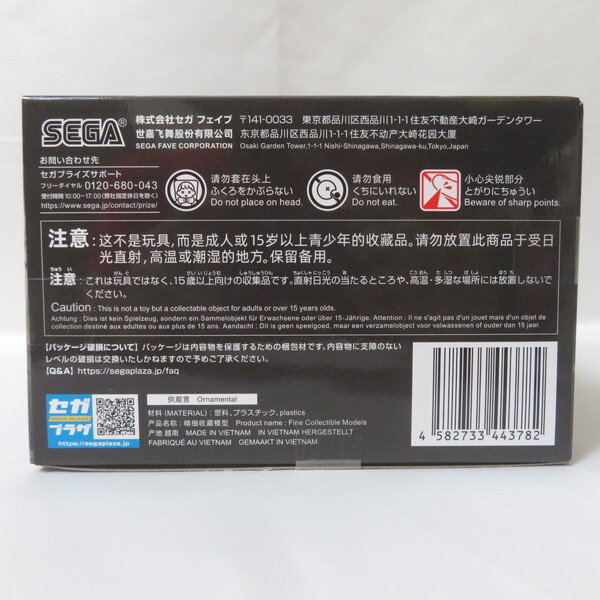 SEGA®
株式会社セガ フェイブ 〒141-0033 東京都品川区西品川1-1-1住友不動産大崎ガーデンタワー
世嘉飞舞股份有限公司 东京都品川区西品川1-1-1 住友不动产大崎花园大厦
SEGA FAVE CORPORATION Osaki Garden Tower,1-1-1 Nishi-Shinagawa,Shinagawa-ku,Tokyo,Japan
お問い合わせ先
セガプライズサポート
フリーダイヤル 0120-680-043
(受付時間) 10:00〜17:00(弊社指定休日を除く)
https://www.sega.jp/contact/prize/
请勿套在头上
ふくろをかぶらない
Do not place on head.
请勿食用
くちにいれない
Do not eat.
小心尖锐部分
とがりにちゅうい
Beware of sharp points.
注意:这不是玩具,而是成人或15岁以上青少年的收藏品。请勿放置此商品于受日
光直射,高温或潮湿的地方。保留备用。
注意:これは玩具ではなく、15歳以上向けの収集品です。直射日光の当たるところや、高温・多湿な場所には放置しない
でください。
Caution : This is not a toy but a collectable object for adults or over 15 years olds.
Achtung : Dies ist kein Spielzeug, sondern ein Sammelobjekt für Erwachsene oder über 15-Jährige. Attention : Il ne s'agit pas d'un jouet mais d'un objet de
collection destiné aux adultes ou aux plus de 15 ans. Aandacht : Dit is geen speelgoed, maar een verzamelobject voor volwassenen of ouder dan 15 jaar.
【パッケージ破損について】パッケージは内容物を保護するための梱包材です。内容物に支障のない
レベルの破損は交換いたしかねますので予めご了承ください。
【Q&A】https://segaplaza.jp/faq
セガ
SEGA PLAZA
プラザ
https://segaplaza.jp
供观赏 Ornamental
材料(MATERIAL):塑料,プラスチック,plastics
产品名称:精细收藏模型 Product name : Fine Collectible Models
产地 越南 MADE IN VIETNAM IN VIETNAM HERGESTELLT
FABRIQUÉ AU VIETNAM GEMAAKT IN VIETNAM
4 582733 443782